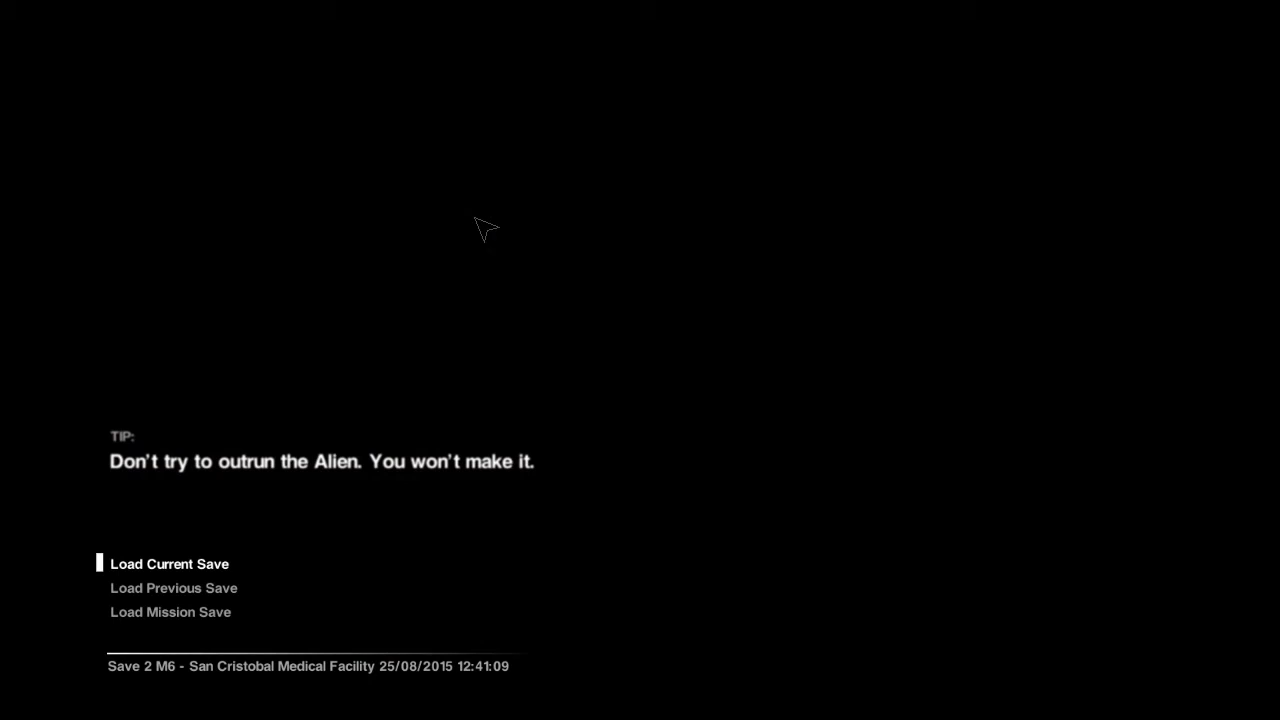 TIP:
Don't try to outrun the Alien. You won't make it.
Load Current Save
Load Previous Save
Load Mission Save
Save 2 M6 - San Cristobal Medical Facility 25/08/2015 12:41:09